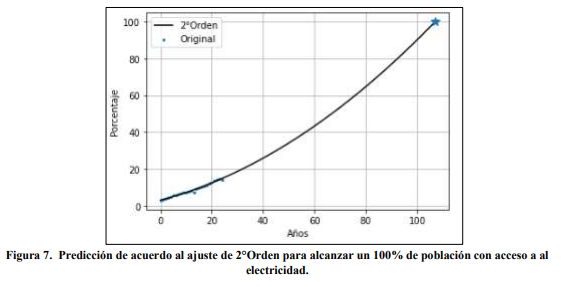 100
80
60
40
20
0
Porcentaje
2°Orden
Original
0
20
40
60
80
100
Años
Figura 7. Predicción de acuerdo al ajuste de 2°Orden para alcanzar un 100% de población con acceso a al
electricidad.